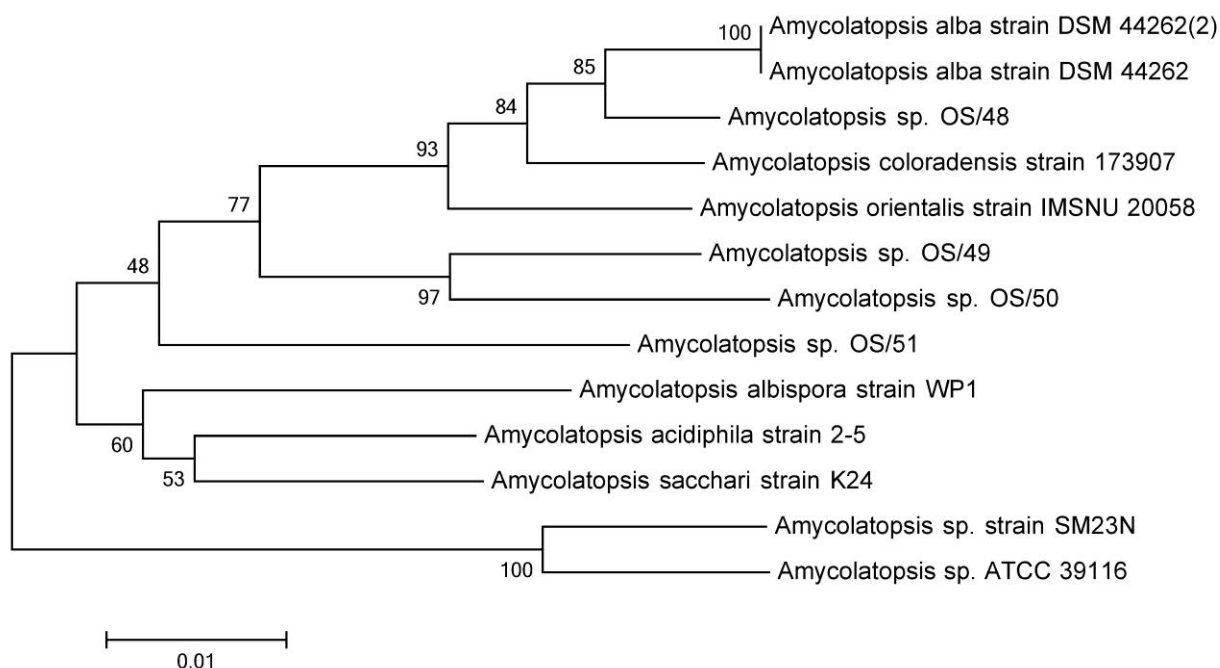 100
Amycolatopsis alba strain DSM 44262(2)
85
Amycolatopsis alba strain DSM 44262
84
Amycolatopsis sp. OS/48
93
Amycolatopsis coloradensis strain 173907
77
Amycolatopsis orientalis strain IMSNU 20058
48
Amycolatopsis sp. OS/49
97
Amycolatopsis sp. OS/50
Amycolatopsis sp. OS/51
Amycolatopsis albispora strain WP1
60
Amycolatopsis acidiphila strain 2-5
53
Amycolatopsis sacchari strain K24
Amycolatopsis sp. strain SM23N
100
Amycolatopsis sp. ATCC 39116
0.01